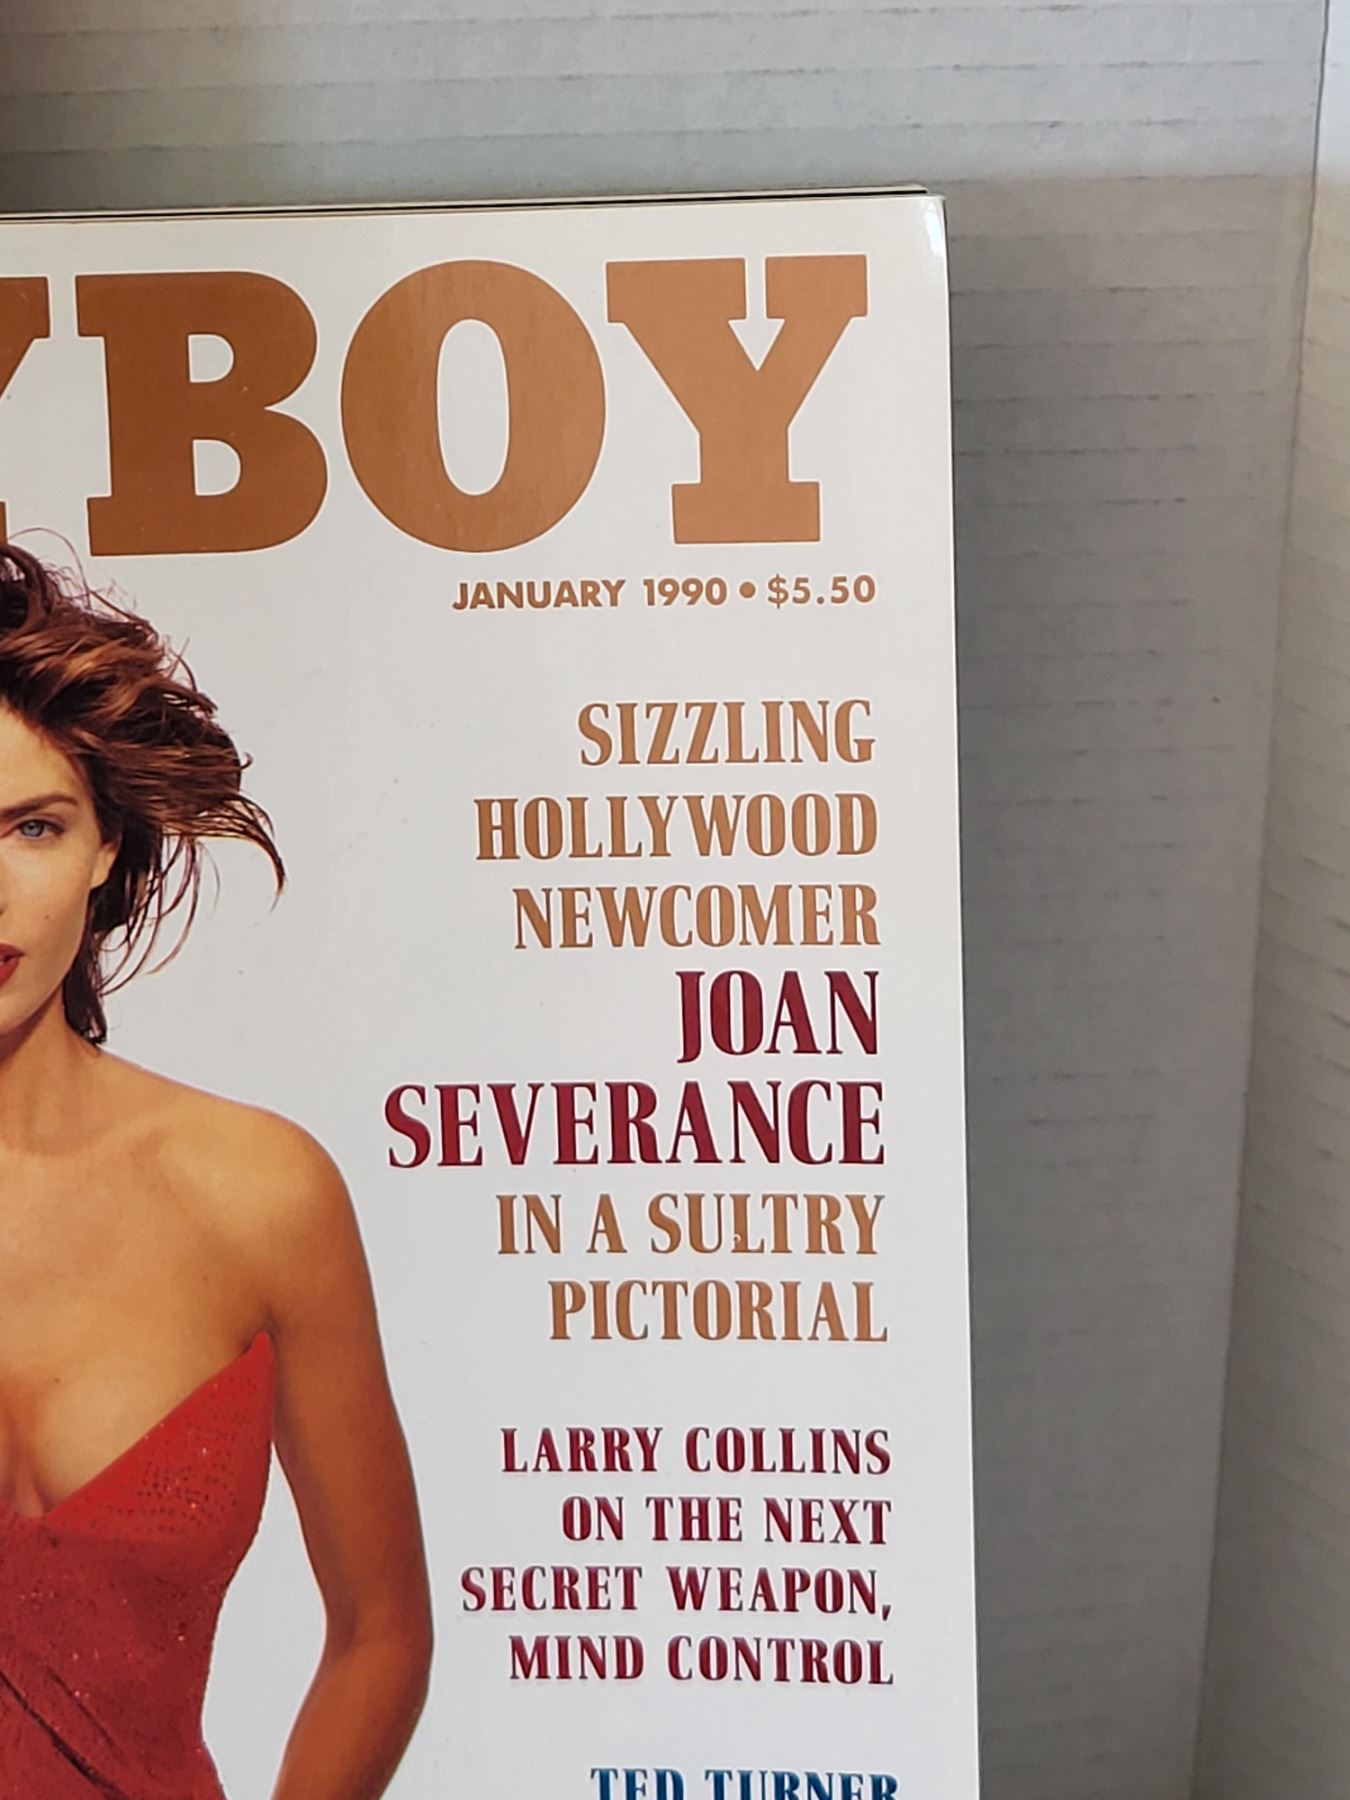 YBOY
JANUARY 1990 • $5.50
SIZZLING
HOLLYWOOD
NEWCOMER
JOAN
SEVERANCE
IN A SULTRY
PICTORIAL
LARRY COLLINS
ON THE NEXT
SECRET WEAPON,
MIND CONTROL
TED TURNER